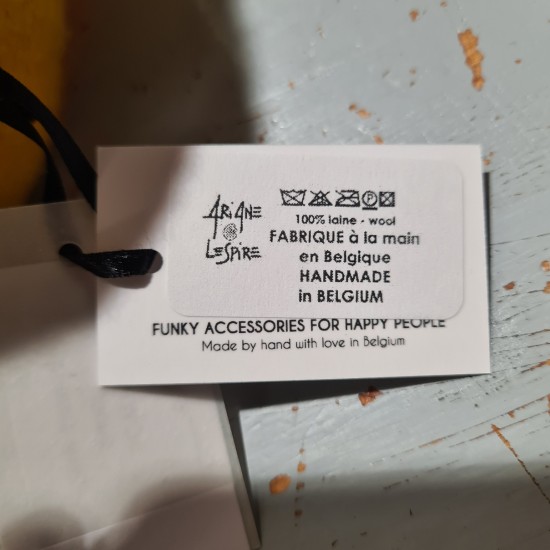 ARiANE
LESPiRE
P
100% laine - wool
FABRIQUE à la main
en Belgique
HANDMADE
in BELGIUM
FUNKY ACCESSORIES FOR HAPPY PEOPLE
Made by hand with love in Belgium